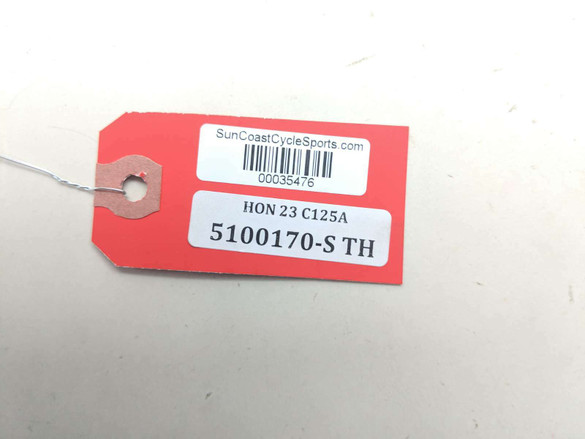 SunCoastCycleSports.com
00035476
HON 23 C125A
5100170-S TH